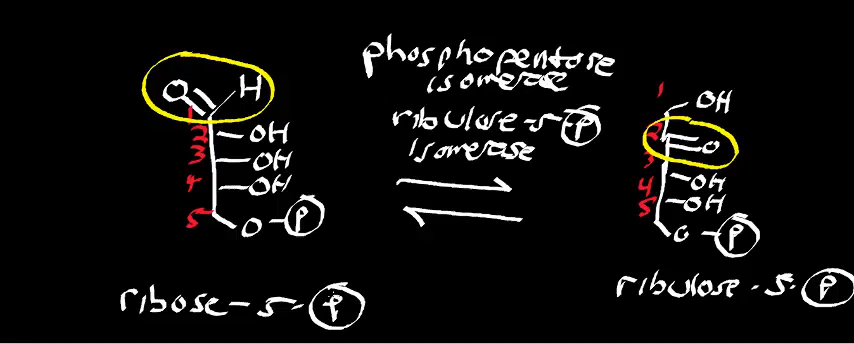 phosphopentose
isomerase
ribulose-5-P
isomerase
O H
1
2 -OH
3 -OH
4 -OH
5 O-P
ribose-5-P
1 OH
2 =O
3
4 -OH
5 -OH
O-P
ribulose-5-P